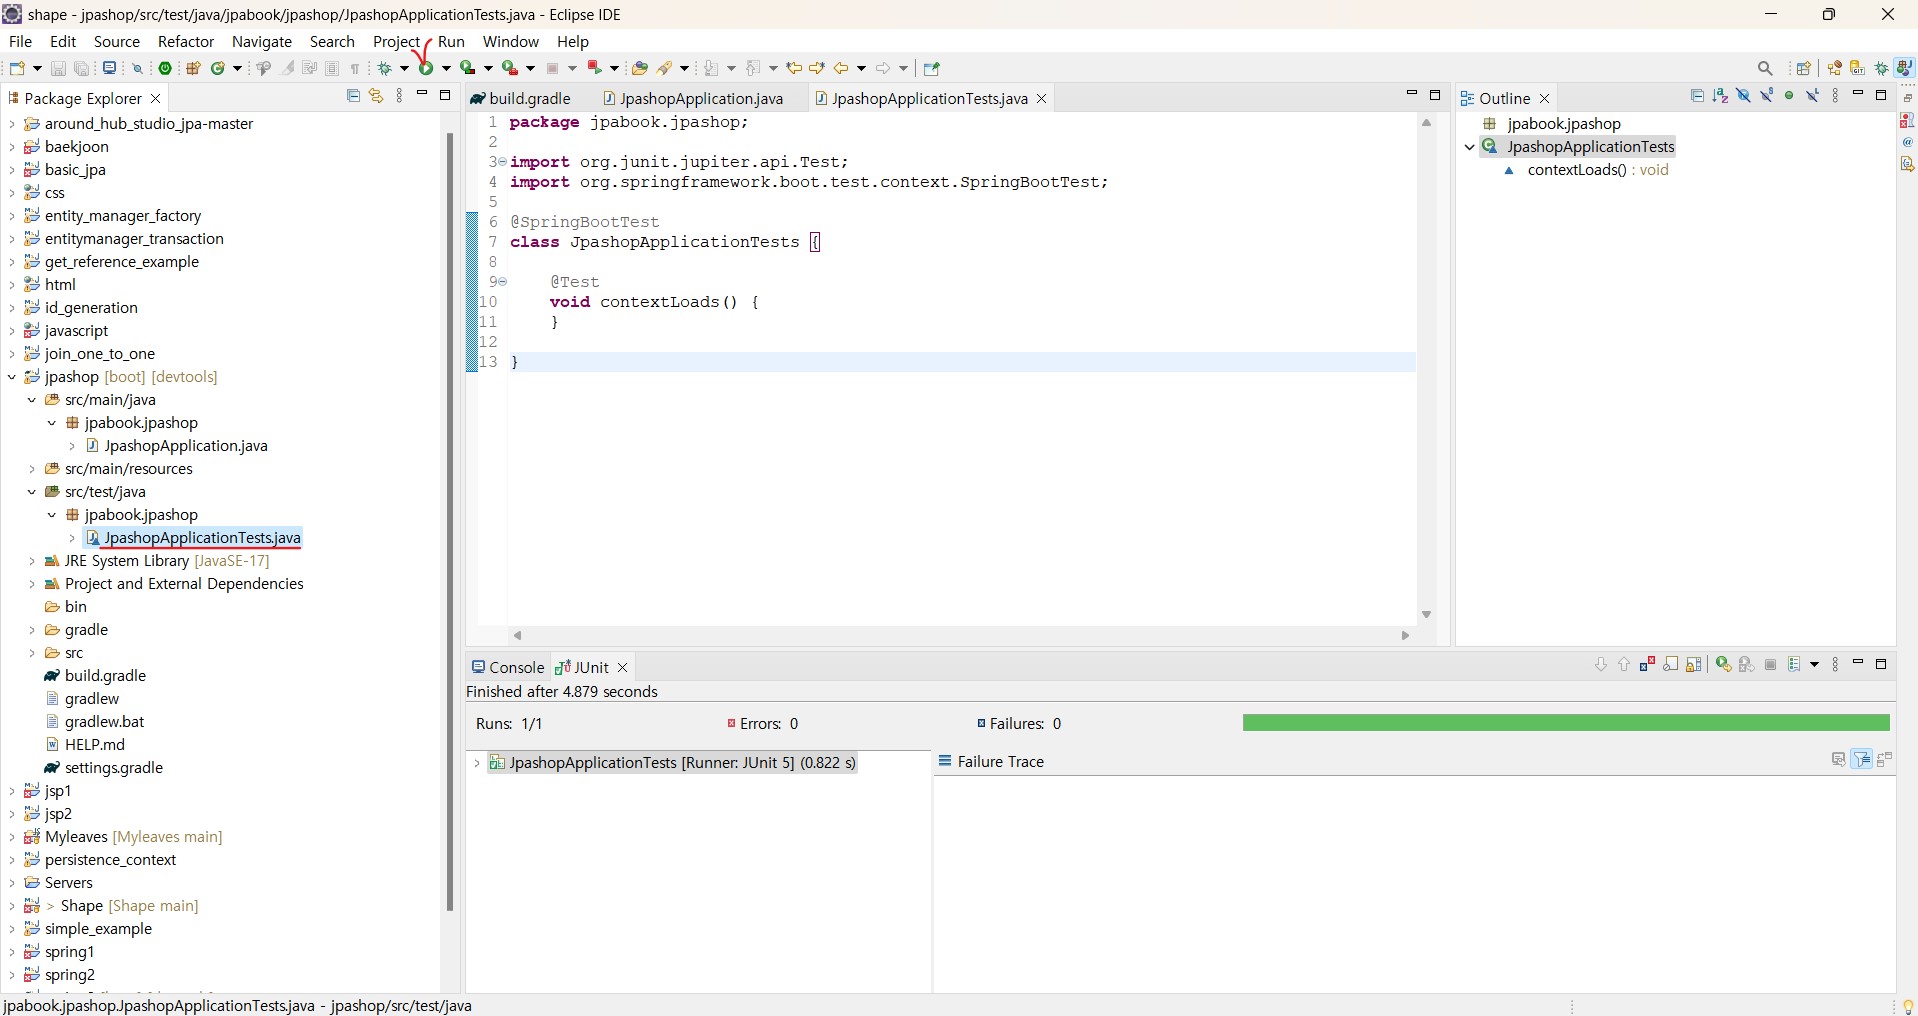 shape - jpashop/src/test/java/jpabook/jpashop/JpashopApplicationTests.java - Eclipse IDE
File Edit Source Refactor Navigate Search Project Run Window Help
Package Explorer
around_hub_studio_jpa-master
baekjoon
basic_jpa
css
entity_manager_factory
entitymanager_transaction
get_reference_example
html
id_generation
javascript
join_one_to_one
jpashop [boot] [devtools]
src/main/java
jpabook.jpashop
JpashopApplication.java
src/main/resources
src/test/java
jpabook.jpashop
JpashopApplicationTests.java
JRE System Library [JavaSE-17]
Project and External Dependencies
bin
gradle
src
build.gradle
gradlew
gradlew.bat
HELP.md
settings.gradle
jsp1
jsp2
Myleaves [Myleaves main]
persistence_context
Servers
> Shape [Shape main]
simple_example
spring1
spring2
build.gradle JpashopApplication.java JpashopApplicationTests.java
1 package jpabook.jpashop;
2
3 import org.junit.jupiter.api.Test;
4 import org.springframework.boot.test.context.SpringBootTest;
5
6 @SpringBootTest
7 class JpashopApplicationTests {
8
9 @Test
10 void contextLoads() {
11 }
12
13 }
Outline
jpabook.jpashop
JpashopApplicationTests
contextLoads() : void
Console JUnit
Finished after 4.879 seconds
Runs: 1/1 Errors: 0 Failures: 0
JpashopApplicationTests [Runner: JUnit 5] (0.822 s)
Failure Trace
jpabook.jpashop.JpashopApplicationTests.java - jpashop/src/test/java